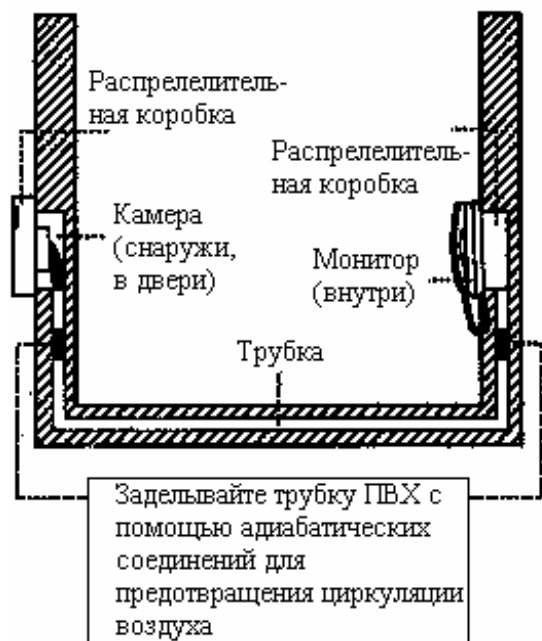 Распрелелитель-
ная коробка
Распрелелитель-
ная коробка
Камера
(снаружи,
в двери)
Монитор
(внутри)
Трубка
Заделывайте трубку ПВХ с
помощью адиабатических
соединений для
предотвращения циркуляции
воздуха